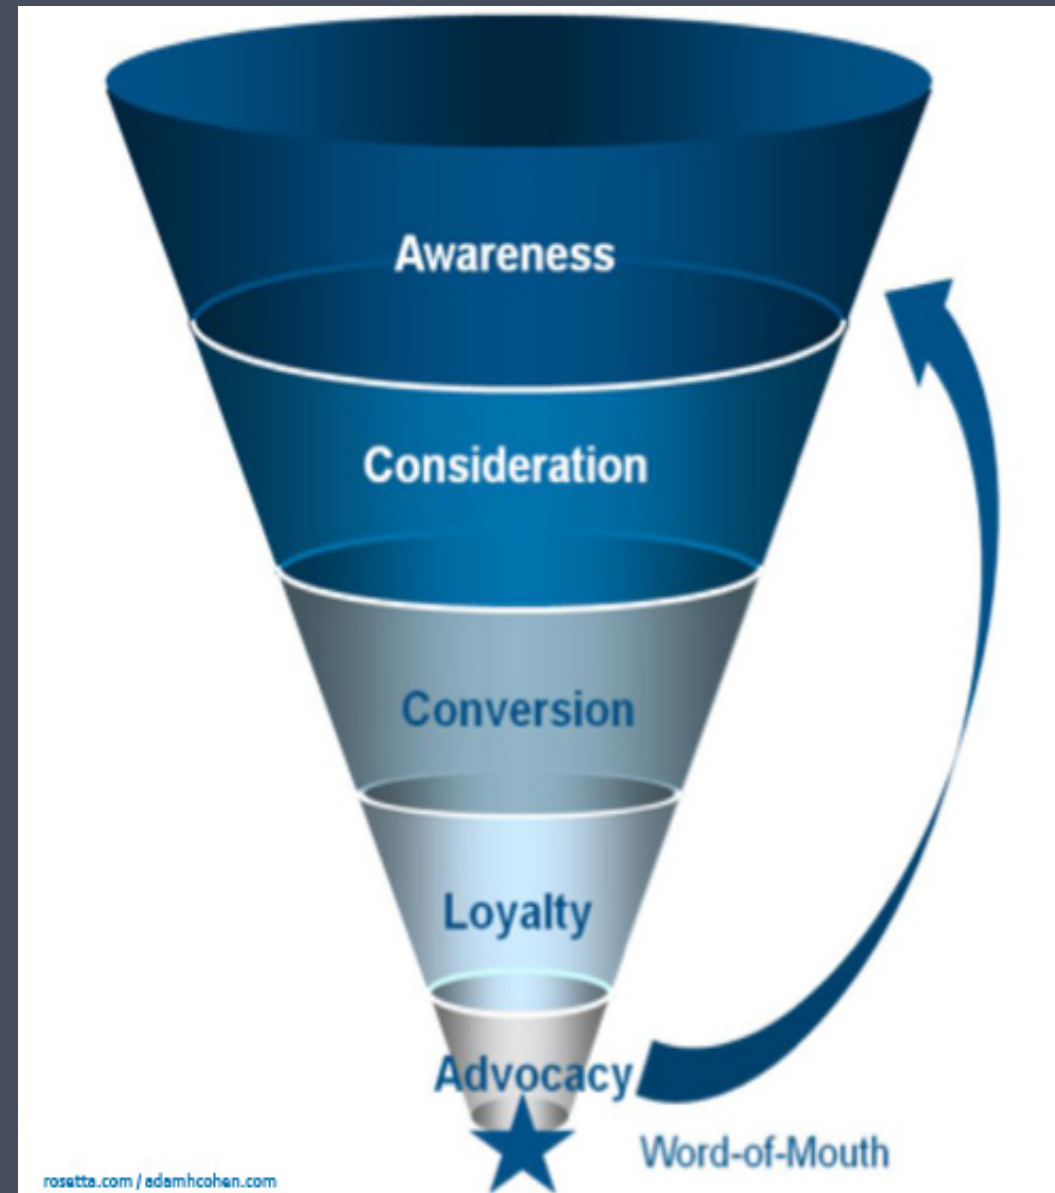 Awareness
Consideration
Conversion
Loyalty
Advocacy
Word-of-Mouth
rosetta.com / adamhcohen.com